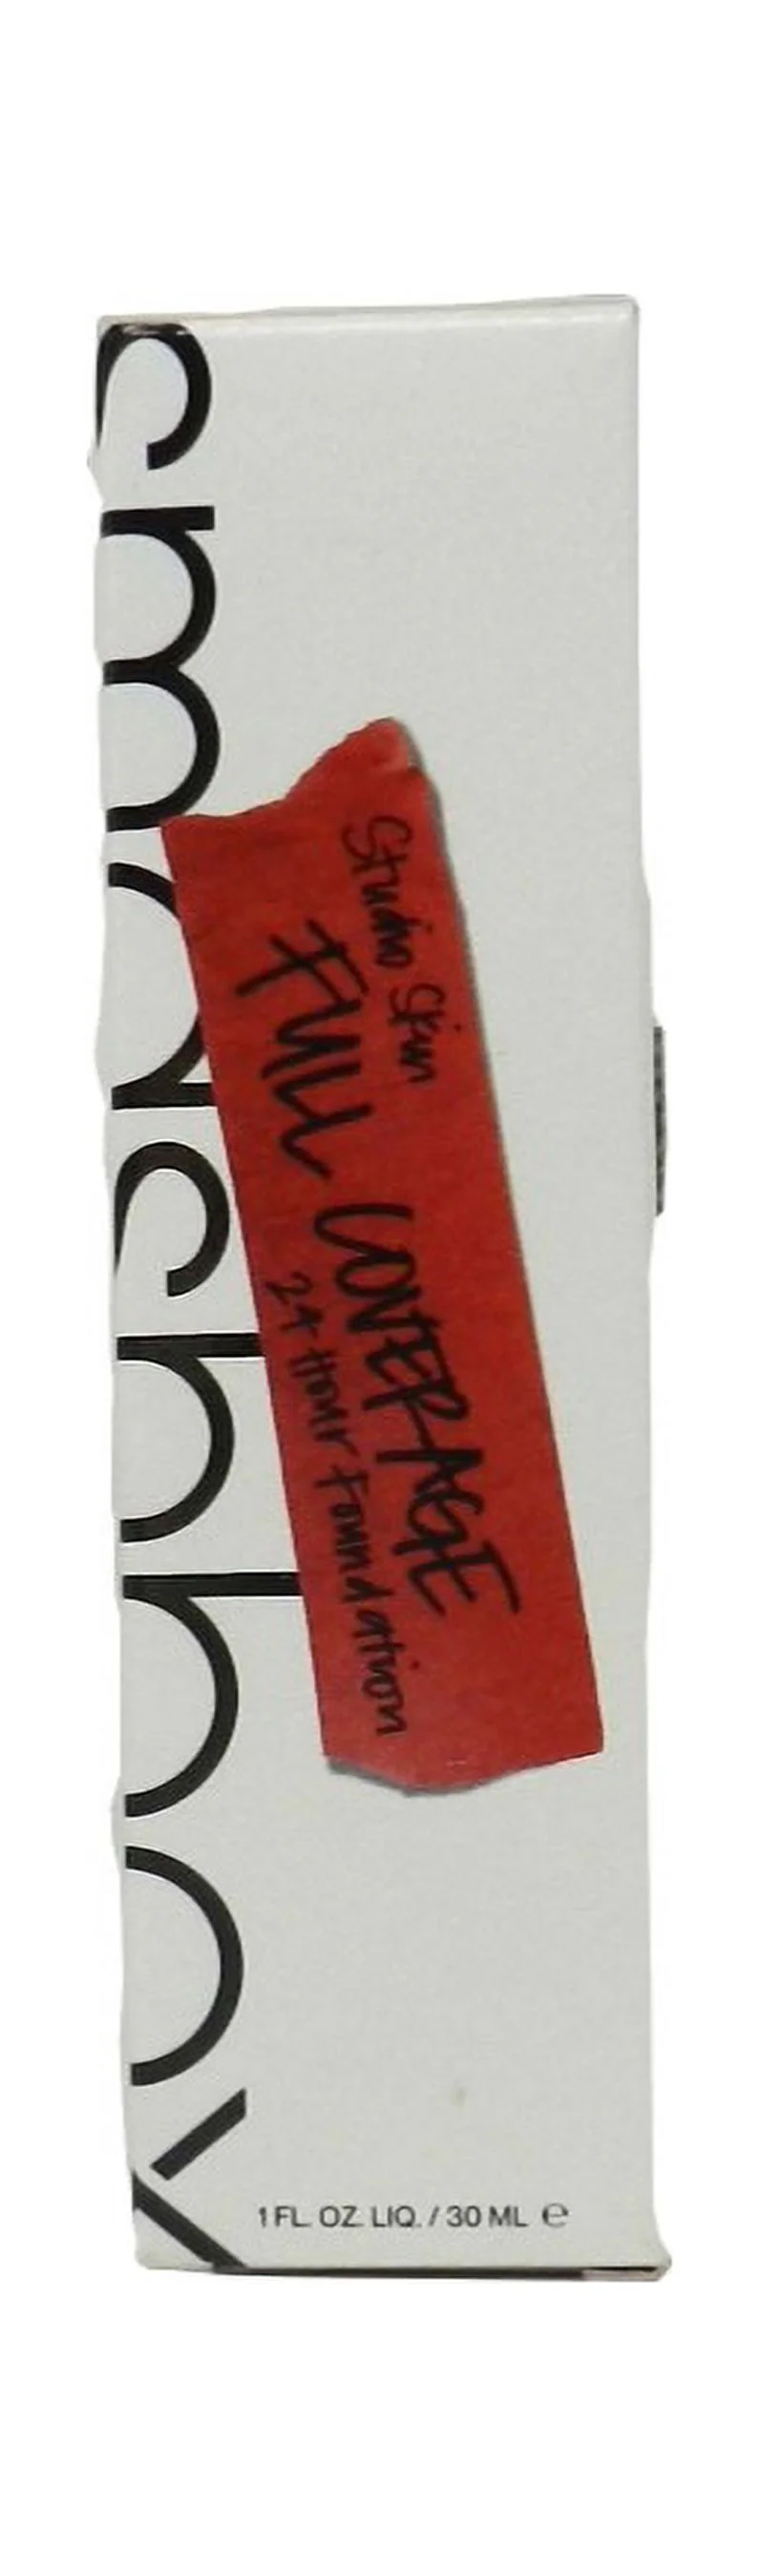 smashbox
Studio Skin
FULL COVERAGE
24 Hour Foundation
1 FL. OZ. LIQ. / 30 ML ℮